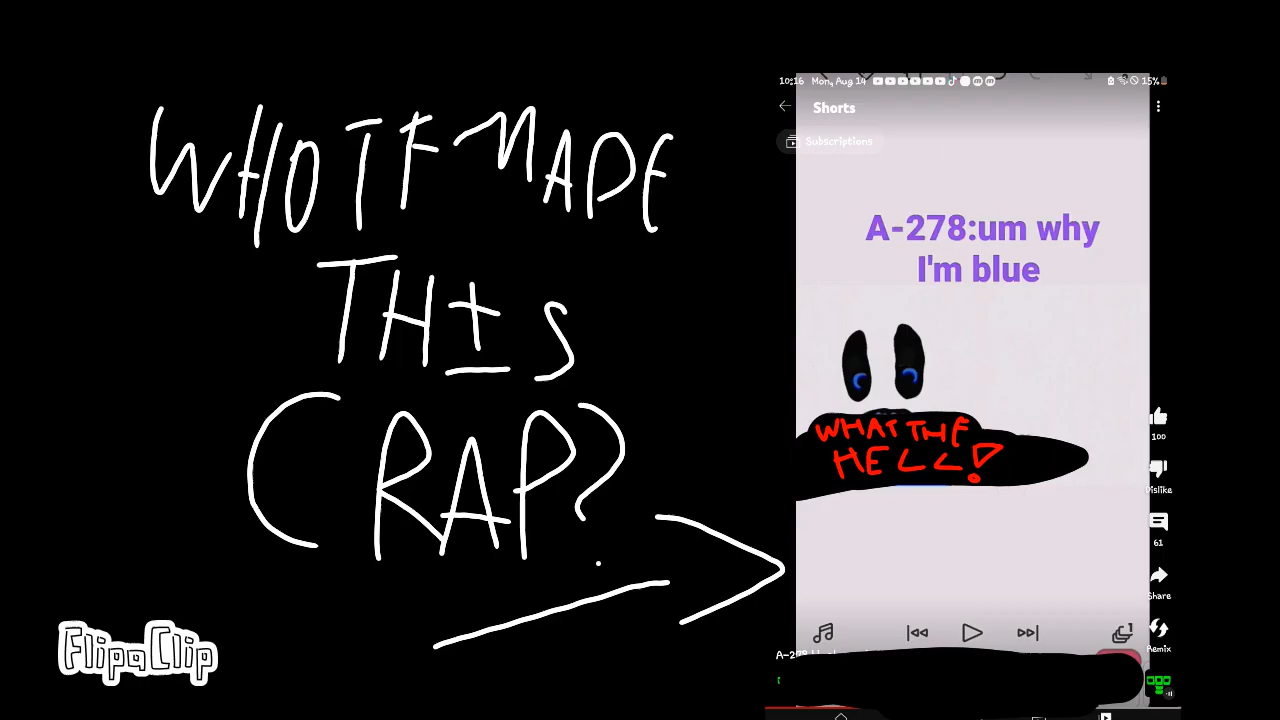 WHO TF MADE
THIS
CRAP?
FlipaClip
10:16 Mon, Aug 14 15%
Shorts
Subscriptions
A-278:um why
I'm blue
WHAT THE
HELL!
100
Dislike
61
Share
Remix